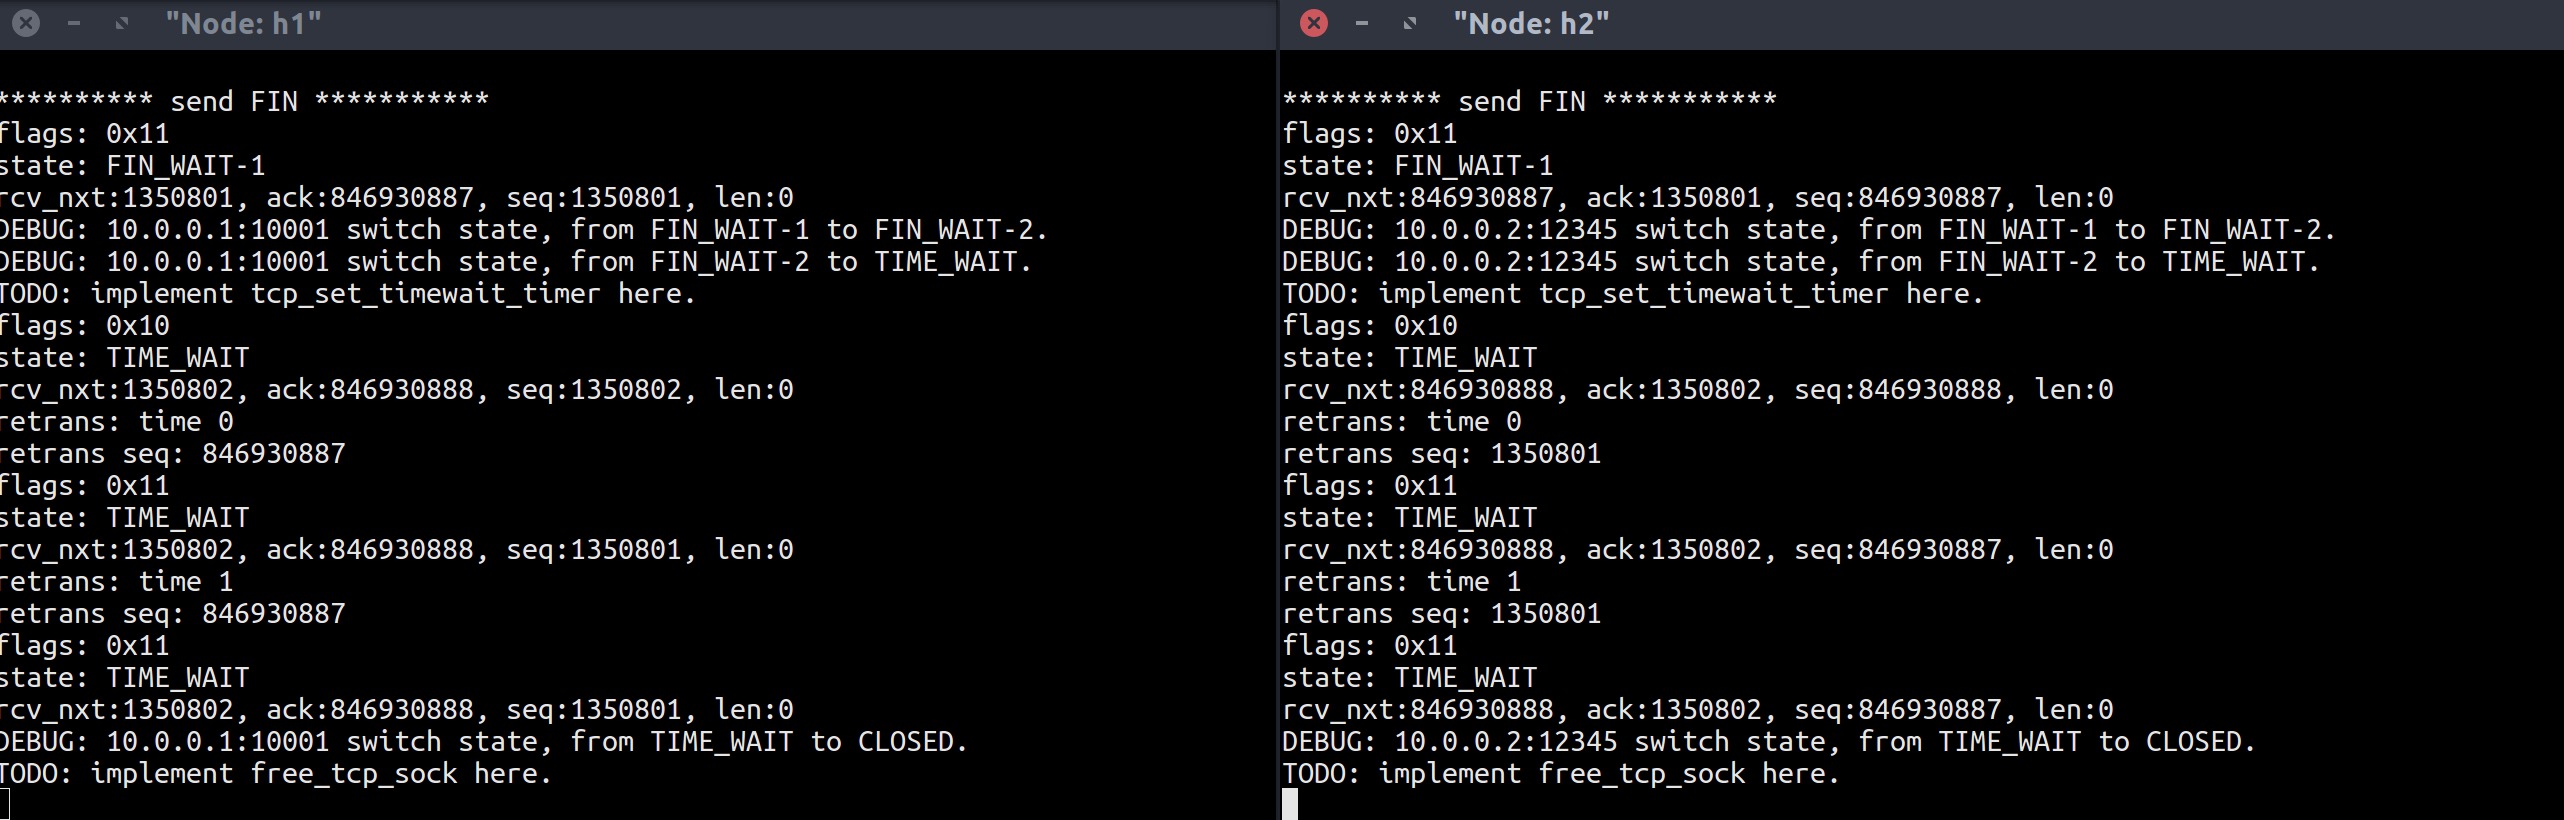 "Node: h1"
********** send FIN ***********
flags: 0x11
state: FIN_WAIT-1
rcv_nxt:1350801, ack:846930887, seq:1350801, len:0
DEBUG: 10.0.0.1:10001 switch state, from FIN_WAIT-1 to FIN_WAIT-2.
DEBUG: 10.0.0.1:10001 switch state, from FIN_WAIT-2 to TIME_WAIT.
TODO: implement tcp_set_timewait_timer here.
flags: 0x10
state: TIME_WAIT
rcv_nxt:1350802, ack:846930888, seq:1350802, len:0
retrans: time 0
retrans seq: 846930887
flags: 0x11
state: TIME_WAIT
rcv_nxt:1350802, ack:846930888, seq:1350801, len:0
retrans: time 1
retrans seq: 846930887
flags: 0x11
state: TIME_WAIT
rcv_nxt:1350802, ack:846930888, seq:1350801, len:0
DEBUG: 10.0.0.1:10001 switch state, from TIME_WAIT to CLOSED.
TODO: implement free_tcp_sock here.
"Node: h2"
********** send FIN ***********
flags: 0x11
state: FIN_WAIT-1
rcv_nxt:846930887, ack:1350801, seq:846930887, len:0
DEBUG: 10.0.0.2:12345 switch state, from FIN_WAIT-1 to FIN_WAIT-2.
DEBUG: 10.0.0.2:12345 switch state, from FIN_WAIT-2 to TIME_WAIT.
TODO: implement tcp_set_timewait_timer here.
flags: 0x10
state: TIME_WAIT
rcv_nxt:846930888, ack:1350802, seq:846930888, len:0
retrans: time 0
retrans seq: 1350801
flags: 0x11
state: TIME_WAIT
rcv_nxt:846930888, ack:1350802, seq:846930887, len:0
retrans: time 1
retrans seq: 1350801
flags: 0x11
state: TIME_WAIT
rcv_nxt:846930888, ack:1350802, seq:846930887, len:0
DEBUG: 10.0.0.2:12345 switch state, from TIME_WAIT to CLOSED.
TODO: implement free_tcp_sock here.